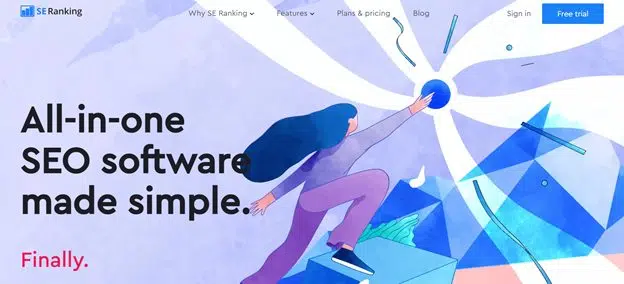 SE Ranking
Why SE Ranking
Features
Plans & pricing
Blog
Sign in
Free trial
All-in-one
SEO software
made simple.
Finally.